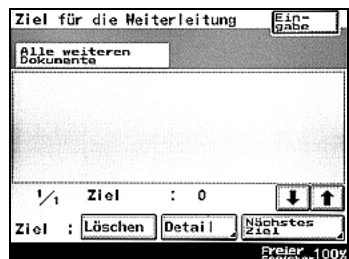 Ziel für die Weiterleitung
Ein-
gabe
Alle weiteren
Dokumente
1/1 Ziel : 0
Ziel : Löschen Detail Nächstes
Ziel
Freier
Speicher 100%